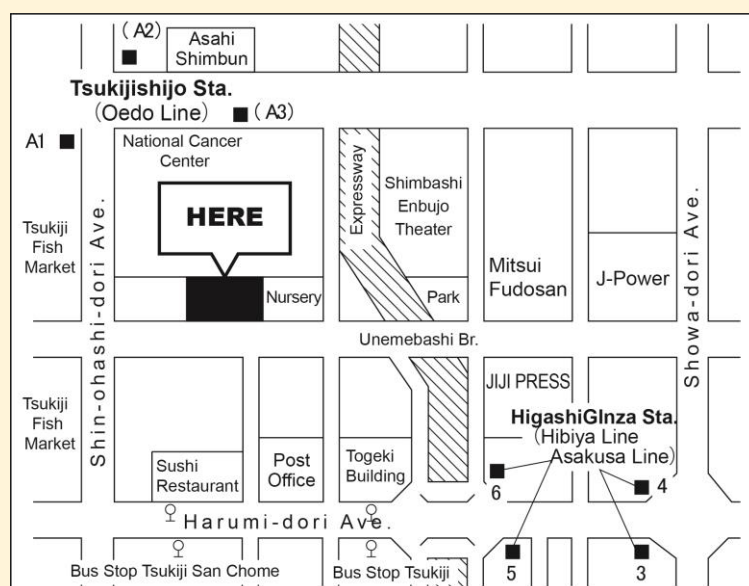 (A2)
Asahi
Shimbun
Tsukijishijo Sta.
(Oedo Line)
(A3)
A1
National Cancer
Center
HERE
Nursery
Expressway
Shimbashi
Enbujo
Theater
Park
Mitsui
Fudosan
J-Power
Showa-dori Ave.
Tsukiji
Fish
Market
Shin-ohashi-dori Ave.
Unemebashi Br.
Tsukiji
Fish
Market
JIJI PRESS
HigashiGInza Sta.
(Hibiya Line
Asakusa Line)
Sushi
Restaurant
Post
Office
Togeki
Building
6
4
Harumi-dori Ave.
Bus Stop Tsukiji San Chome
Bus Stop Tsukiji
5
3